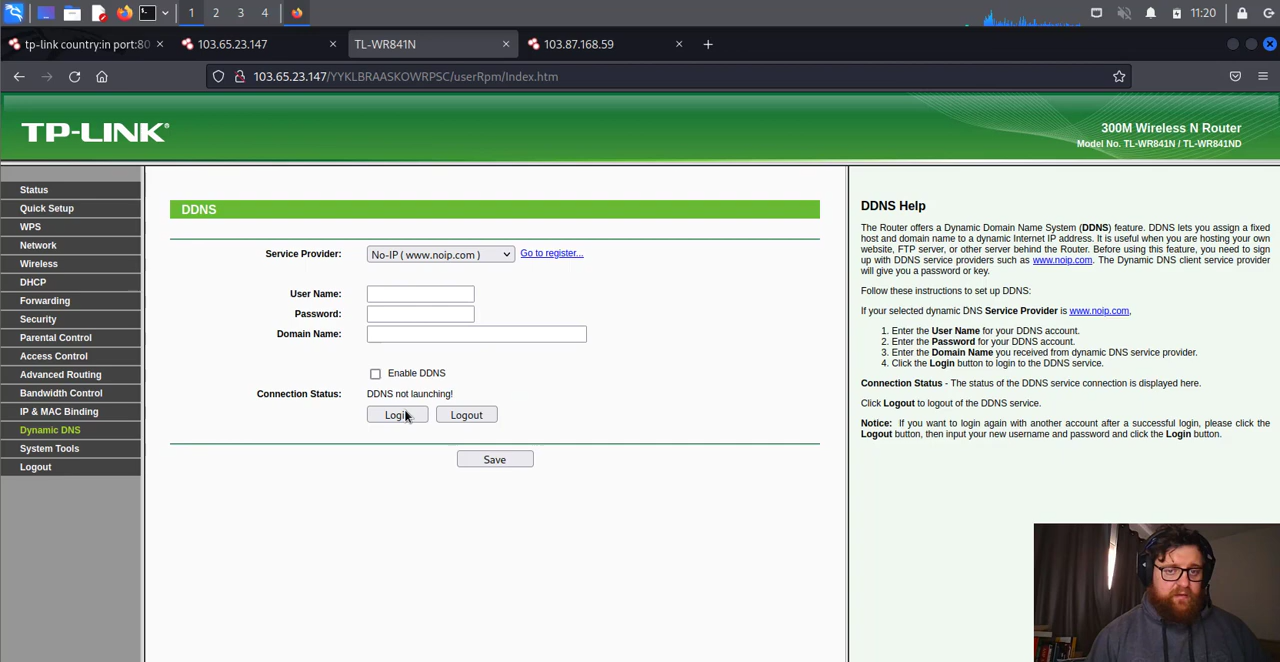 1 2 3 4 11:20
tp-link country:in port:80 103.65.23.147 TL-WR841N 103.87.168.59
103.65.23.147/YYKLBRAASKOWRPSC/userRpm/Index.htm
TP-LINK
300M Wireless N Router
Model No. TL-WR841N / TL-WR841ND
Status
Quick Setup
WPS
Network
Wireless
DHCP
Forwarding
Security
Parental Control
Access Control
Advanced Routing
Bandwidth Control
IP & MAC Binding
Dynamic DNS
System Tools
Logout
DDNS
Service Provider: No-IP ( www.noip.com ) Go to register...
User Name:
Password:
Domain Name:
Enable DDNS
Connection Status: DDNS not launching!
Login Logout
Save
DDNS Help
The Router offers a Dynamic Domain Name System (DDNS) feature. DDNS lets you assign a fixed
host and domain name to a dynamic Internet IP address. It is useful when you are hosting your own
website, FTP server, or other server behind the Router. Before using this feature, you need to sign
up with DDNS service providers such as www.noip.com. The Dynamic DNS client service provider
will give you a password or key.
Follow these instructions to set up DDNS:
If your selected dynamic DNS Service Provider is www.noip.com,
1. Enter the User Name for your DDNS account.
2. Enter the Password for your DDNS account.
3. Enter the Domain Name you received from dynamic DNS service provider.
4. Click the Login button to login to the DDNS service.
Connection Status - The status of the DDNS service connection is displayed here.
Click Logout to logout of the DDNS service.
Notice: If you want to login again with another account after a successful login, please click the
Logout button, then input your new username and password and click the Login button.